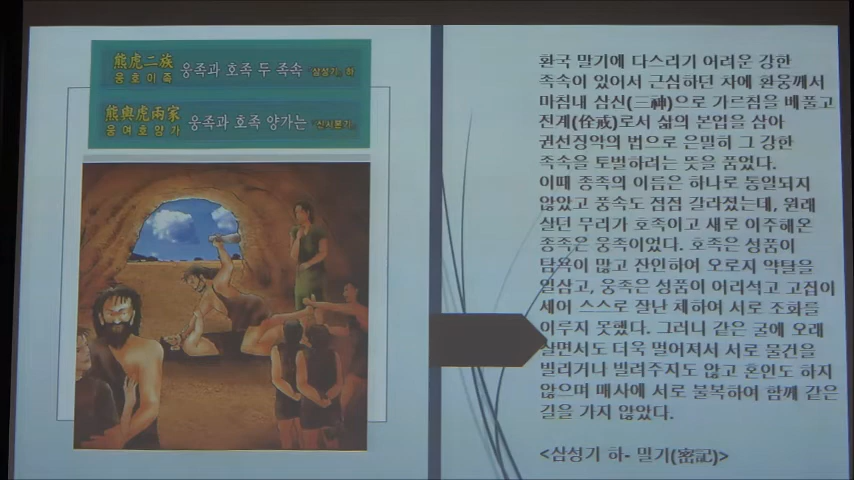 熊虎二族
웅호이족
웅족과 호족 두 족속 『삼성기』 하
熊與虎兩家
웅여호양가
웅족과 호족 양가는 『신시본기』
환국 말기에 다스리기 어려운 강한
족속이 있어서 근심하던 차에 환웅께서
마침내 삼신(三神)으로 가르침을 베풀고
전계(佺戒)로서 삶의 본업을 삼아
권선징악의 법으로 은밀히 그 강한
족속을 토벌하려는 뜻을 품었다.
이때 종족의 이름은 하나로 통일되지
않았고 풍속도 점점 갈라졌는데, 원래
살던 무리가 호족이고 새로 이주해온
종족은 웅족이었다. 호족은 성품이
탐욕이 많고 잔인하여 오로지 약탈을
일삼고, 웅족은 성품이 어리석고 고집이
세어 스스로 잘난 체하여 서로 조화를
이루지 못했다. 그러니 같은 굴에 오래
살면서도 더욱 멀어져서 서로 물건을
빌리거나 빌려주지도 않고 혼인도 하지
않으며 매사에 서로 불복하여 함께 같은
길을 가지 않았다.
<삼성기 하- 밀기(密記)>